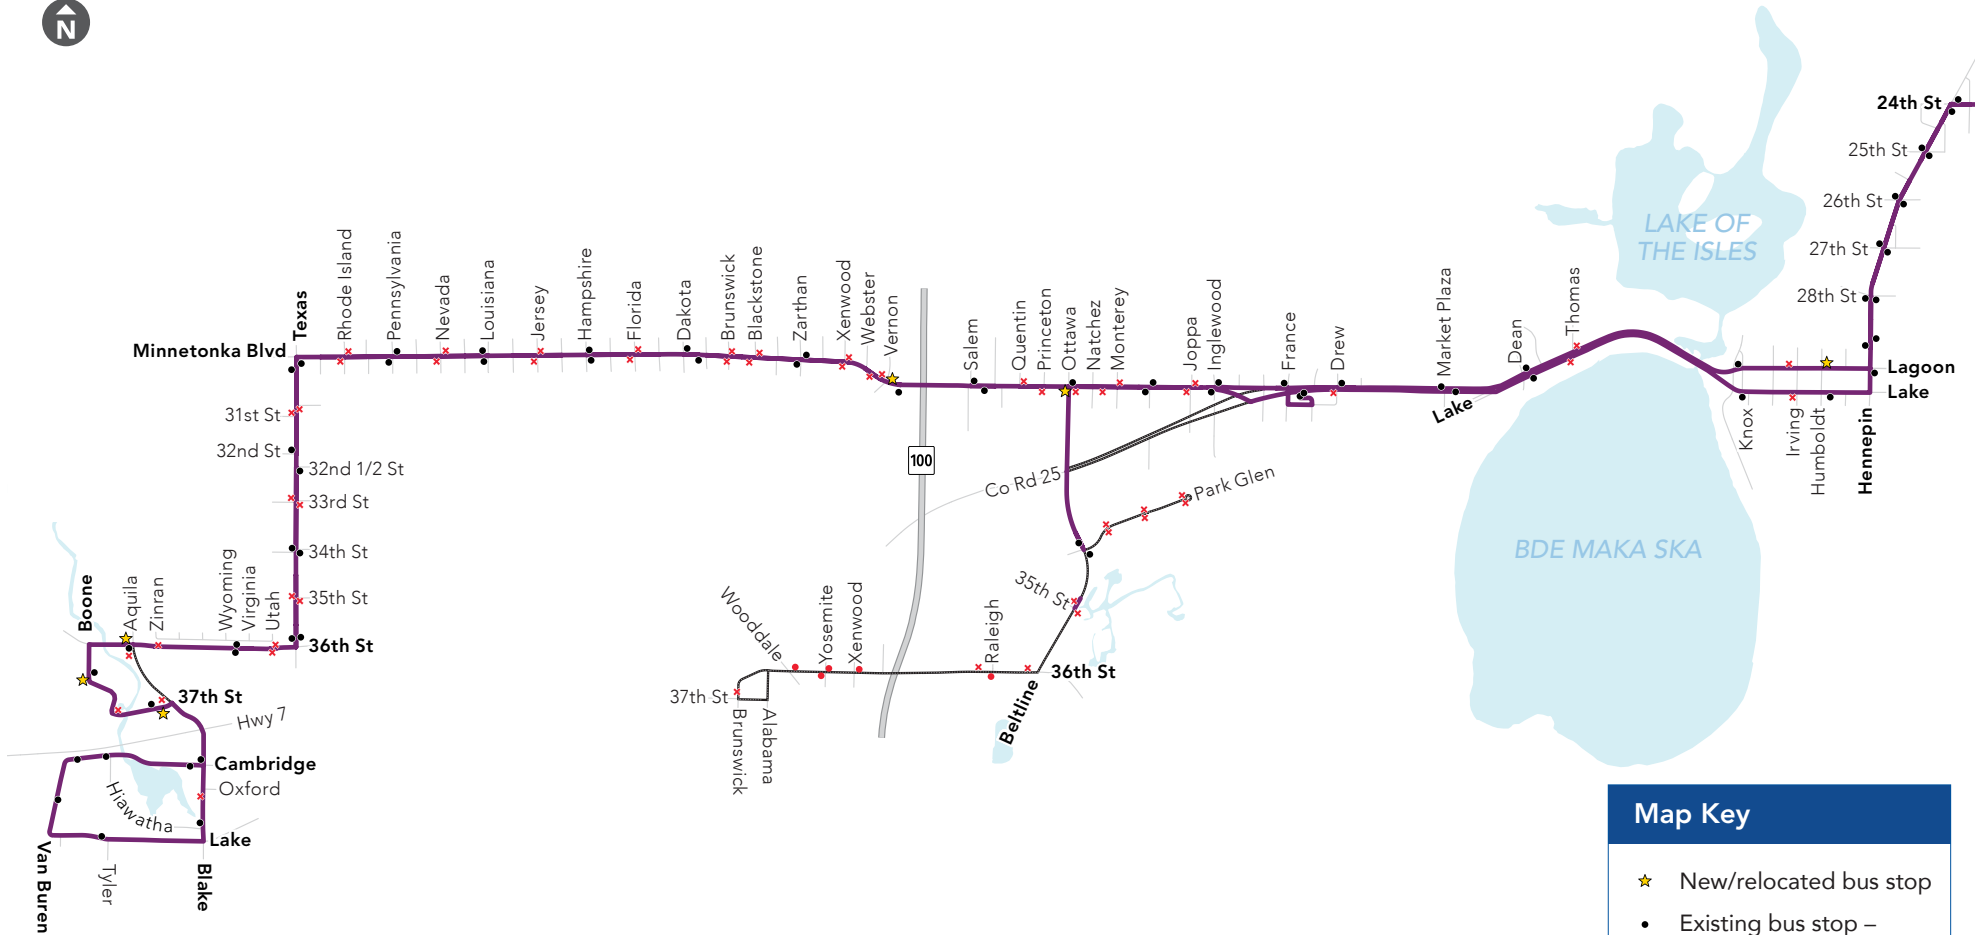 N
24th St
25th St
26th St
27th St
28th St
LAKE OF
THE ISLES
Texas
Rhode Island
Pennsylvania
Nevada
Louisiana
Jersey
Hampshire
Florida
Dakota
Brunswick
Blackstone
Zarthan
Xenwood
Webster
Vernon
Salem
Quentin
Princeton
Ottawa
Natchez
Monterey
Joppa
Inglewood
France
Drew
Market Plaza
Dean
Thomas
Minnetonka Blvd
Lagoon
Lake
Lake
Knox
Irving
Humboldt
Hennepin
31st St
32nd St
32nd 1/2 St
33rd St
34th St
35th St
36th St
100
Co Rd 25
Park Glen
BDE MAKA SKA
Boone
Aquila
Zinran
Wyoming
Virginia
Utah
37th St
Hwy 7
Cambridge
Oxford
Hiawatha
Lake
Van Buren
Tyler
Blake
Wooddale
Yosemite
Xenwood
Raleigh
35th St
36th St
37th St
Brunswick
Alabama
Beltline
Map Key
New/relocated bus stop
Existing bus stop –